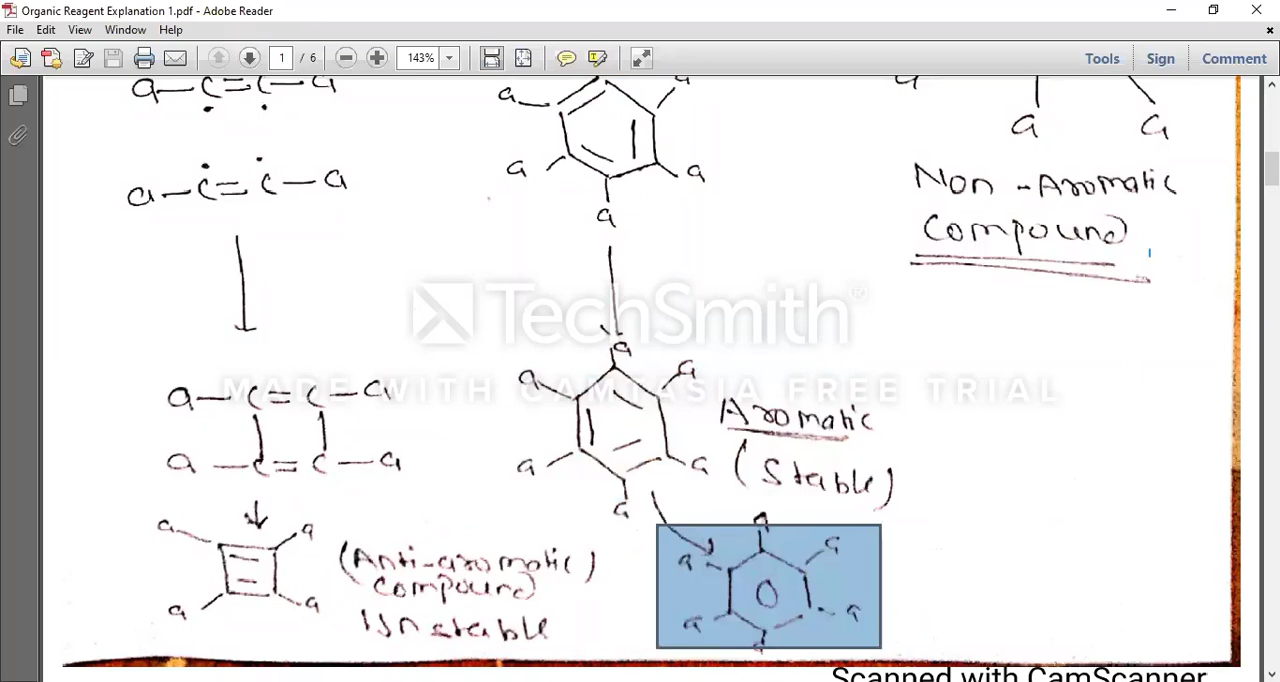 Organic Reagent Explanation 1.pdf - Adobe Reader
File Edit View Window Help
1 / 6 143% Tools Sign Comment
a—C=C—a
a
a
a
a—C=C—a
a
a
a
a
a
Non-Aromatic
Compound
TechSmith®
MADE WITH CAMTASIA FREE TRIAL
a
a
a
a—C=C—a
Aromatic
(Stable)
a—C=C—a
a
a
a
a
a
(Anti-aromatic)
compound
Unstable
a
a
a
a
a
a
a
a
Scanned with CamScanner